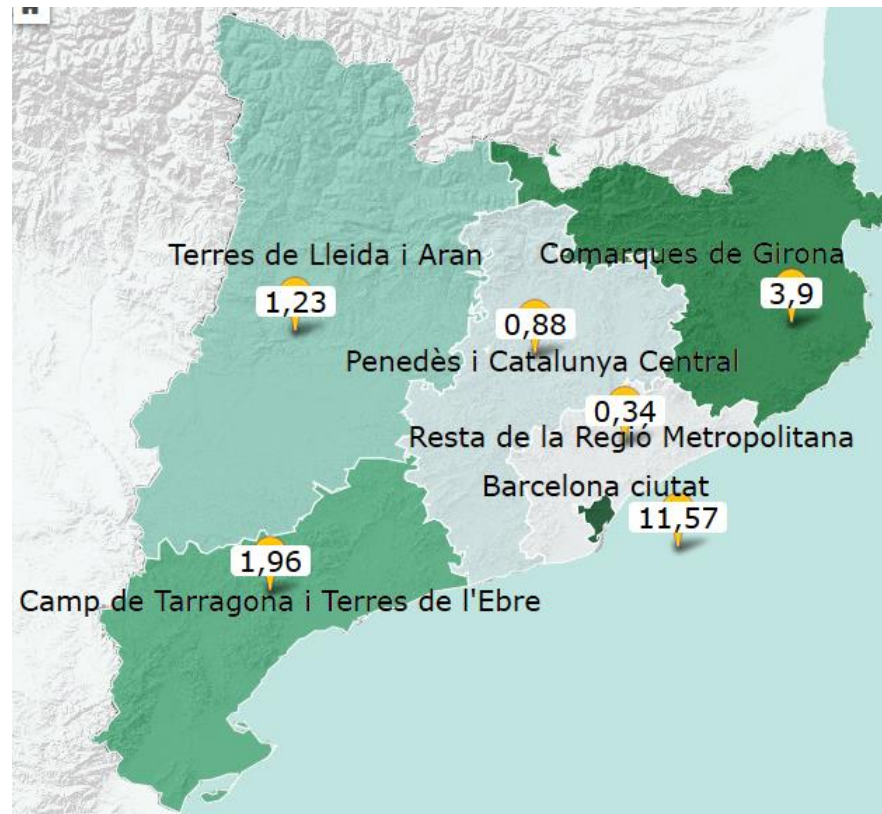 Terres de Lleida i Aran
1,23
Comarques de Girona
3,9
0,88
Penedès i Catalunya Central
0,34
Resta de la Regió Metropolitana
Barcelona ciutat
11,57
1,96
Camp de Tarragona i Terres de l'Ebre